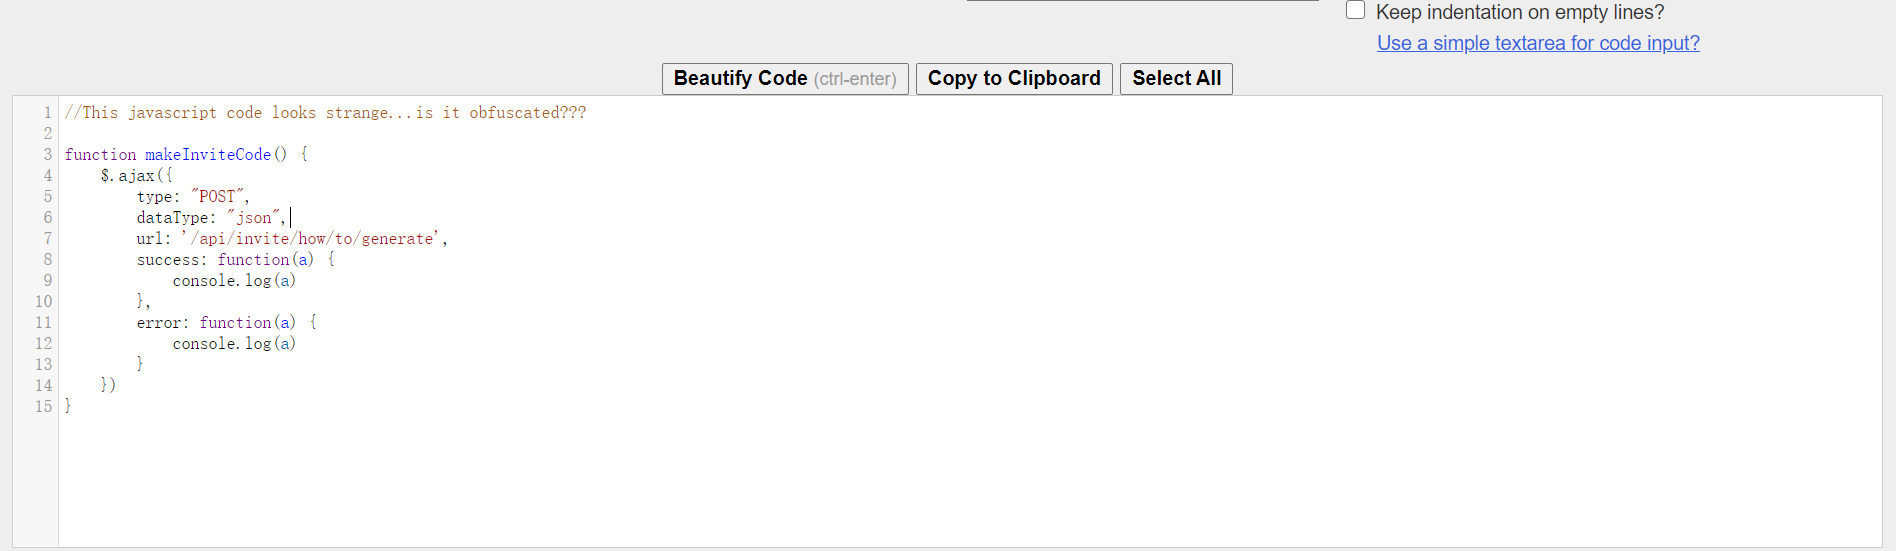 Keep indentation on empty lines?
Use a simple textarea for code input?
Beautify Code (ctrl-enter) Copy to Clipboard Select All
1 //This javascript code looks strange...is it obfuscated???
2
3 function makeInviteCode() {
4     $.ajax({
5         type: "POST",
6         dataType: "json",
7         url: '/api/invite/how/to/generate',
8         success: function(a) {
9             console.log(a)
10         },
11         error: function(a) {
12             console.log(a)
13         }
14     })
15 }